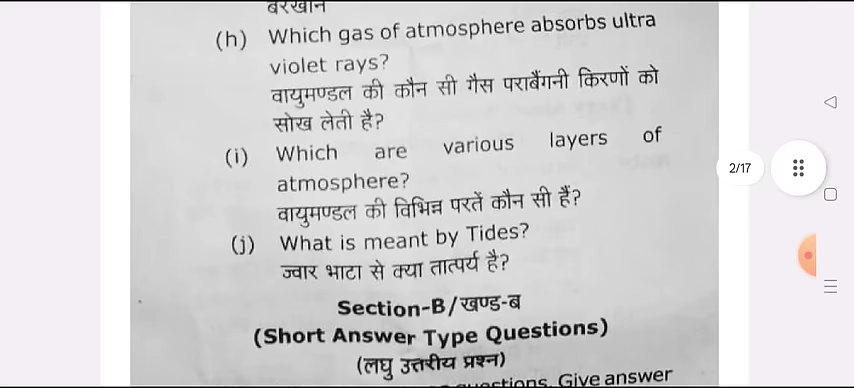 बरखान
(h) Which gas of atmosphere absorbs ultra
violet rays?
वायुमण्डल की कौन सी गैस पराबैंगनी किरणों को
सोख लेती है?
(i) Which are various layers of
atmosphere?
वायुमण्डल की विभिन्न परतें कौन सी हैं?
(j) What is meant by Tides?
ज्वार भाटा से क्या तात्पर्य है?
2/17
Section-B/खण्ड-ब
(Short Answer Type Questions)
(लघु उत्तरीय प्रश्न)
questions. Give answer